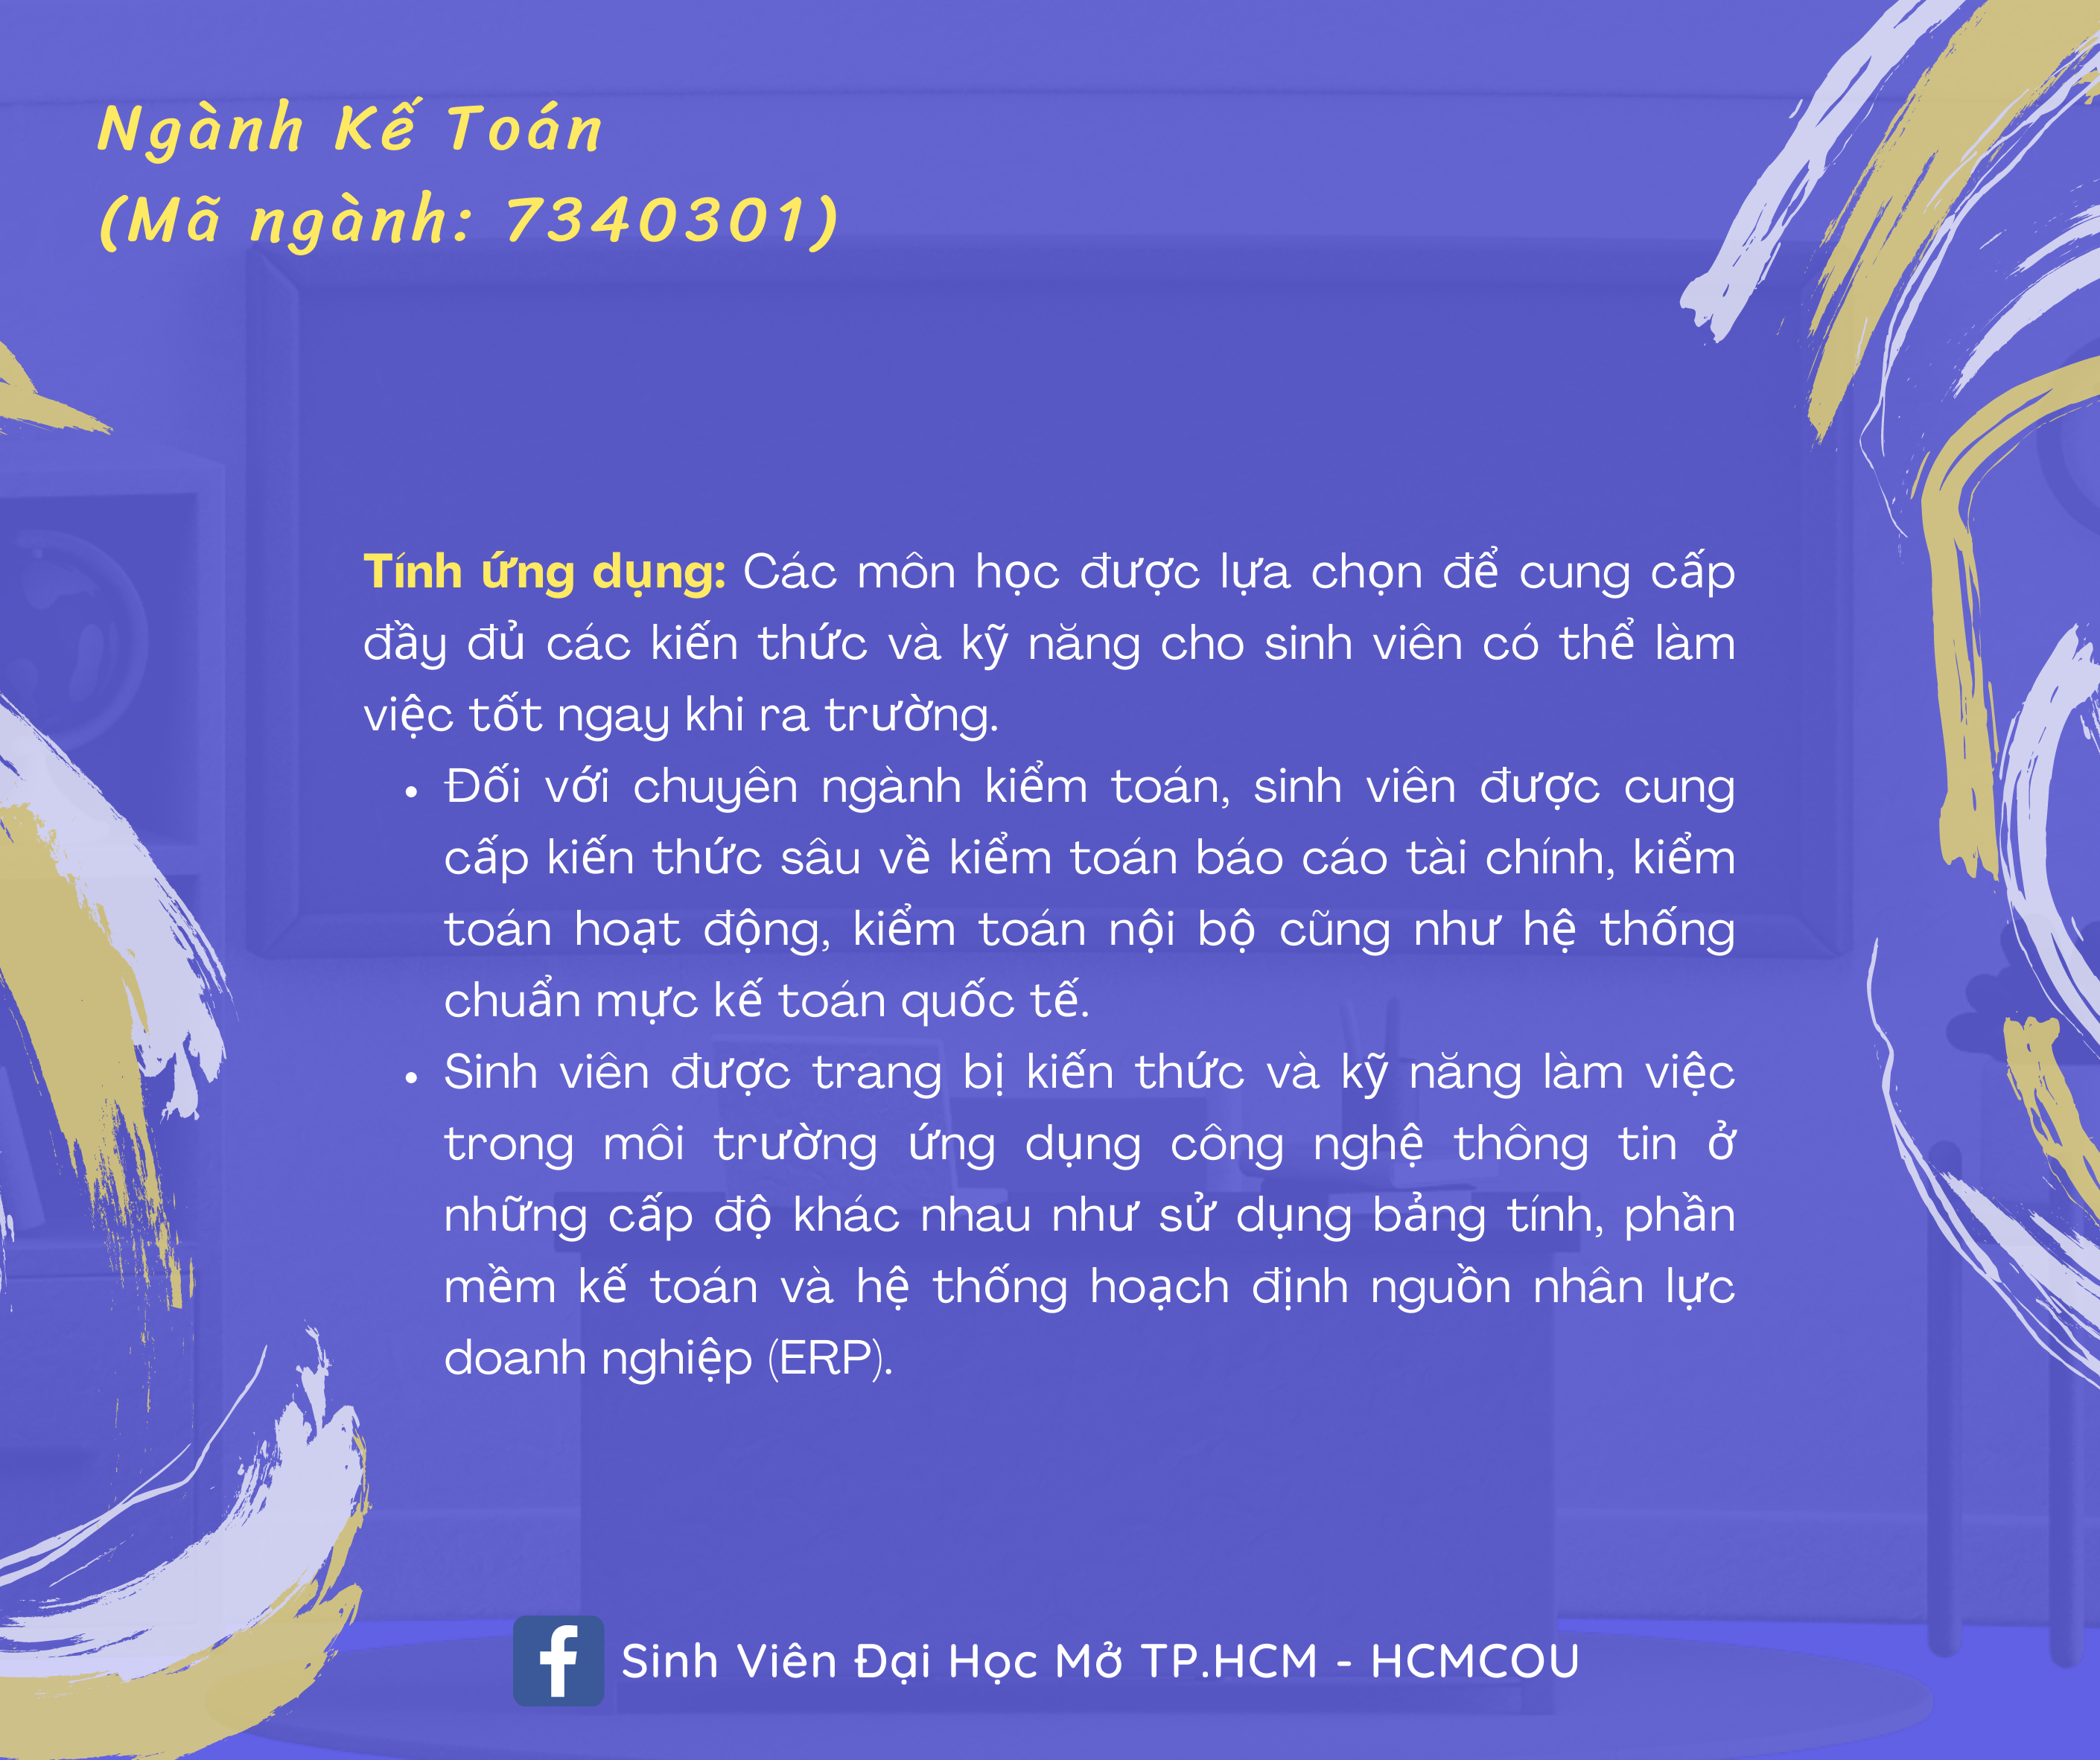 Ngành Kế Toán
(Mã ngành: 7340301)
Tính ứng dụng: Các môn học được lựa chọn để cung cấp
đầy đủ các kiến thức và kỹ năng cho sinh viên có thể làm
việc tốt ngay khi ra trường.
• Đối với chuyên ngành kiểm toán, sinh viên được cung
cấp kiến thức sâu về kiểm toán báo cáo tài chính, kiểm
toán hoạt động, kiểm toán nội bộ cũng như hệ thống
chuẩn mực kế toán quốc tế.
• Sinh viên được trang bị kiến thức và kỹ năng làm việc
trong môi trường ứng dụng công nghệ thông tin ở
những cấp độ khác nhau như sử dụng bảng tính, phần
mềm kế toán và hệ thống hoạch định nguồn nhân lực
doanh nghiệp (ERP).
Sinh Viên Đại Học Mở TP.HCM - HCMCOU